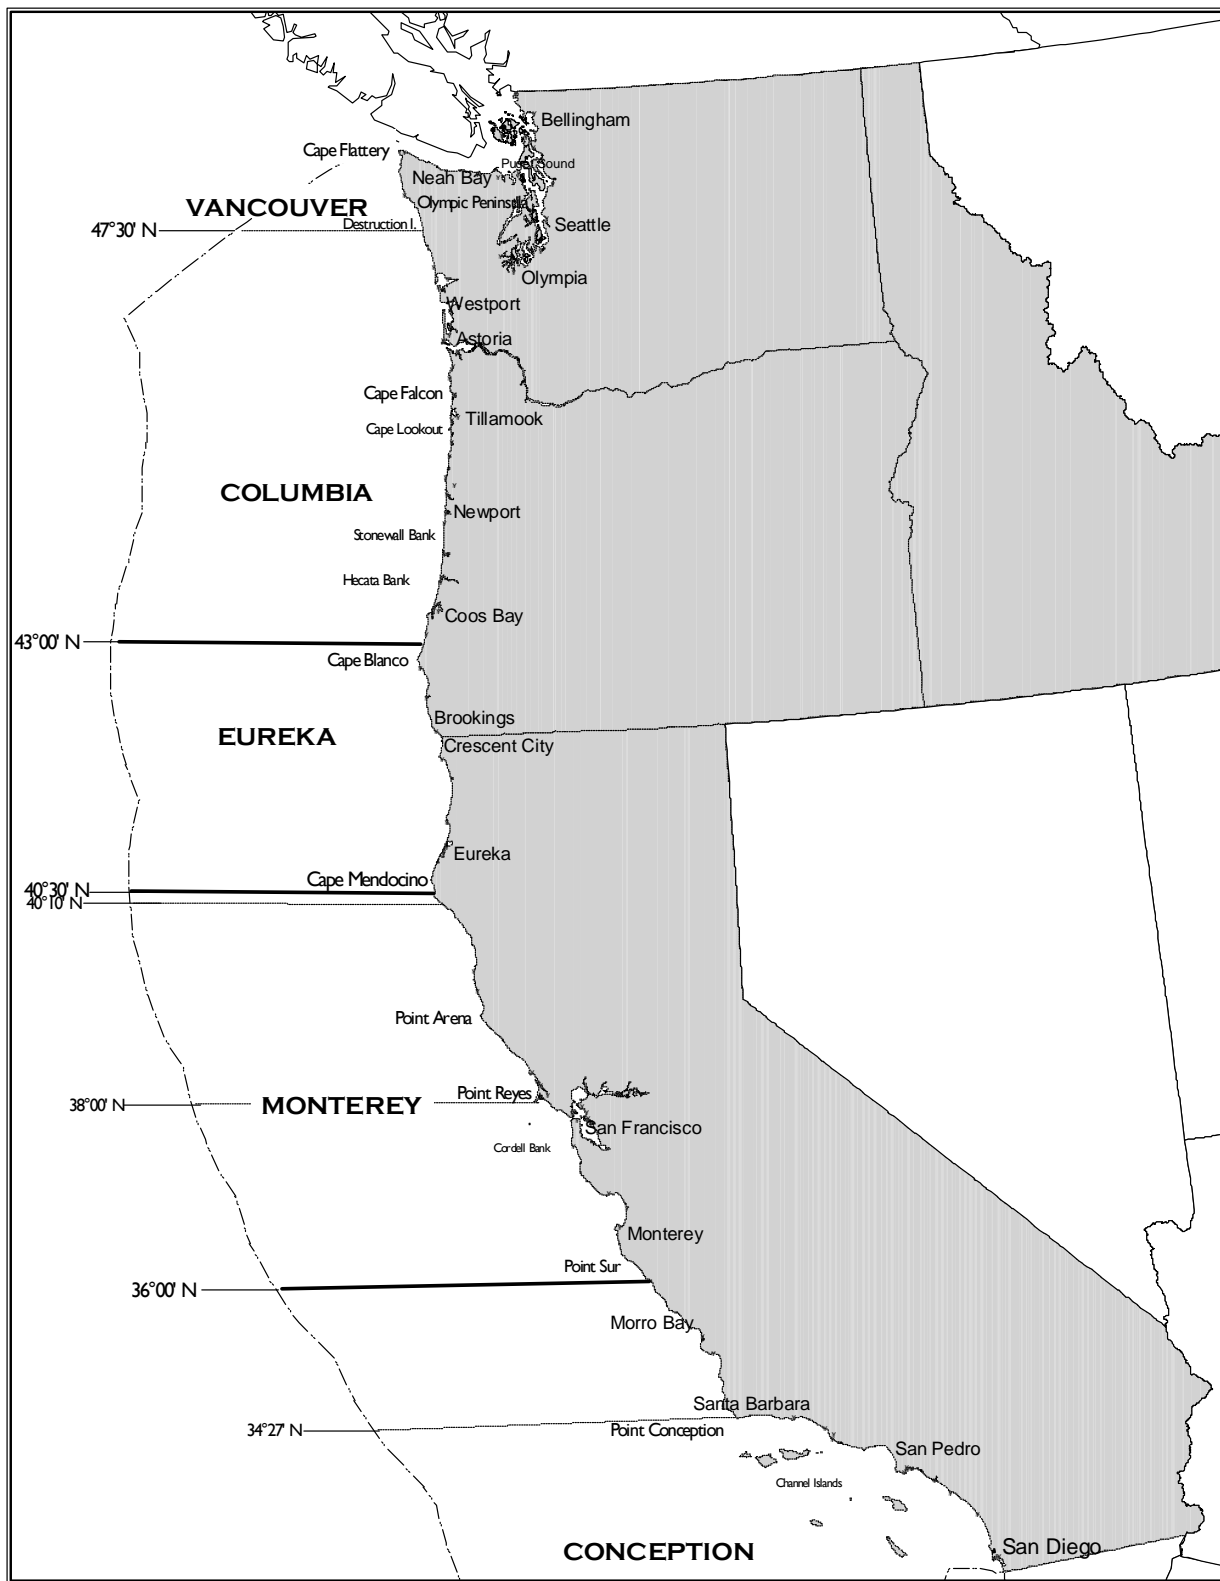 Bellingham
Cape Flattery
Puget Sound
Neah Bay
VANCOUVER
Olympic Peninsula
Destruction I.
Seattle
47°30' N
Olympia
Westport
Astoria
Cape Falcon
Tillamook
Cape Lookout
COLUMBIA
Newport
Stonewall Bank
Hecata Bank
Coos Bay
43°00' N
Cape Blanco
Brookings
EUREKA
Crescent City
Eureka
Cape Mendocino
40°30' N
40°10' N
Point Arena
Point Reyes
38°00' N
MONTEREY
San Francisco
Cordell Bank
Monterey
Point Sur
36°00' N
Morro Bay
Santa Barbara
34°27' N
Point Conception
San Pedro
Channel Islands
San Diego
CONCEPTION